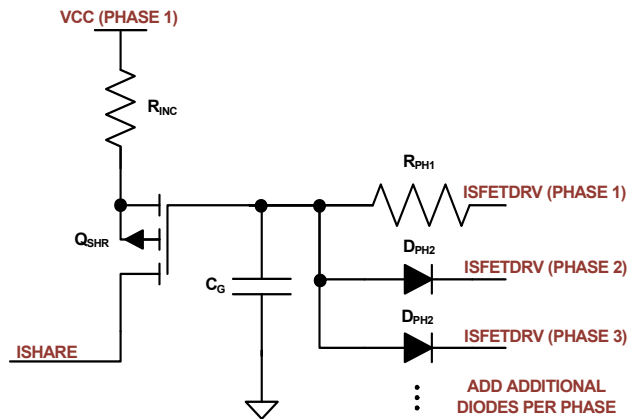 VCC (PHASE 1)
RINC
RPH1
ISFETDRV (PHASE 1)
QSHR
DPH2
ISFETDRV (PHASE 2)
CG
DPH2
ISFETDRV (PHASE 3)
ISHARE
ADD ADDITIONAL
DIODES PER PHASE